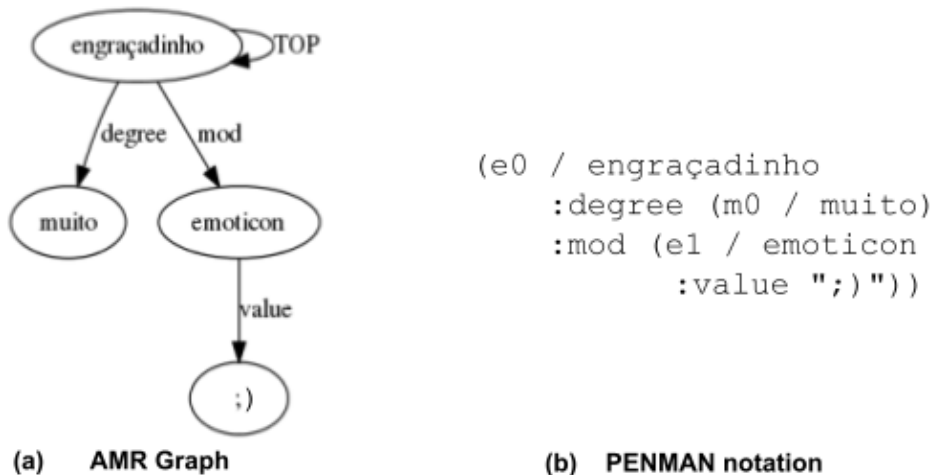 engraçadinho
TOP
degree
mod
muito
emoticon
value
;)
(a) AMR Graph
(e0 / engraçadinho
:degree (m0 / muito)
:mod (e1 / emoticon
:value ";)"))
(b) PENMAN notation